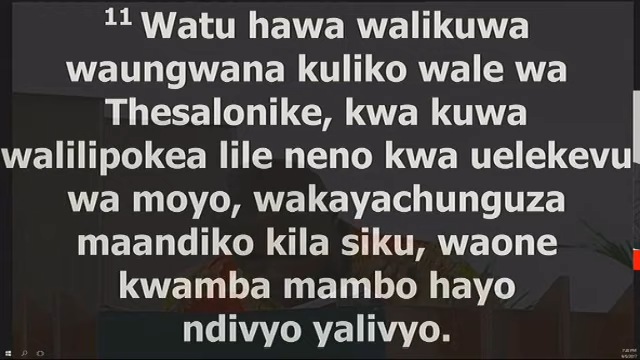 11 Watu hawa walikuwa
waungwana kuliko wale wa
Thesalonike, kwa kuwa
walilipokea lile neno kwa uelekevu
wa moyo, wakayachunguza
maandiko kila siku, waone
kwamba mambo hayo
ndivyo yalivyo.